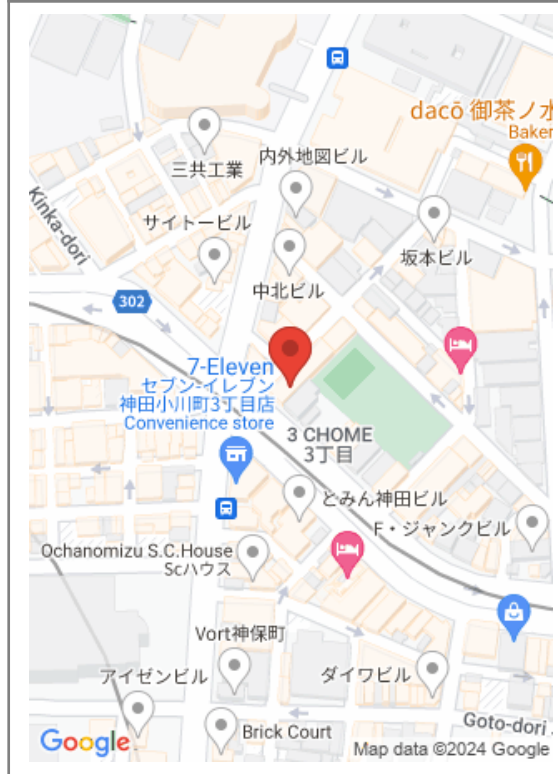 dacō 御茶ノ水
Baker
三共工業
内外地図ビル
Kinka-dori
サイトービル
坂本ビル
中北ビル
302
7-Eleven
セブン-イレブン
神田小川町3丁目店
Convenience store
3 CHOME
3丁目
とみん神田ビル
F・ジャンクビル
Ochanomizu S.C.House
Scハウス
Vort神保町
アイゼンビル
ダイワビル
Goto-dori
Brick Court
Google
Map data ©2024 Google